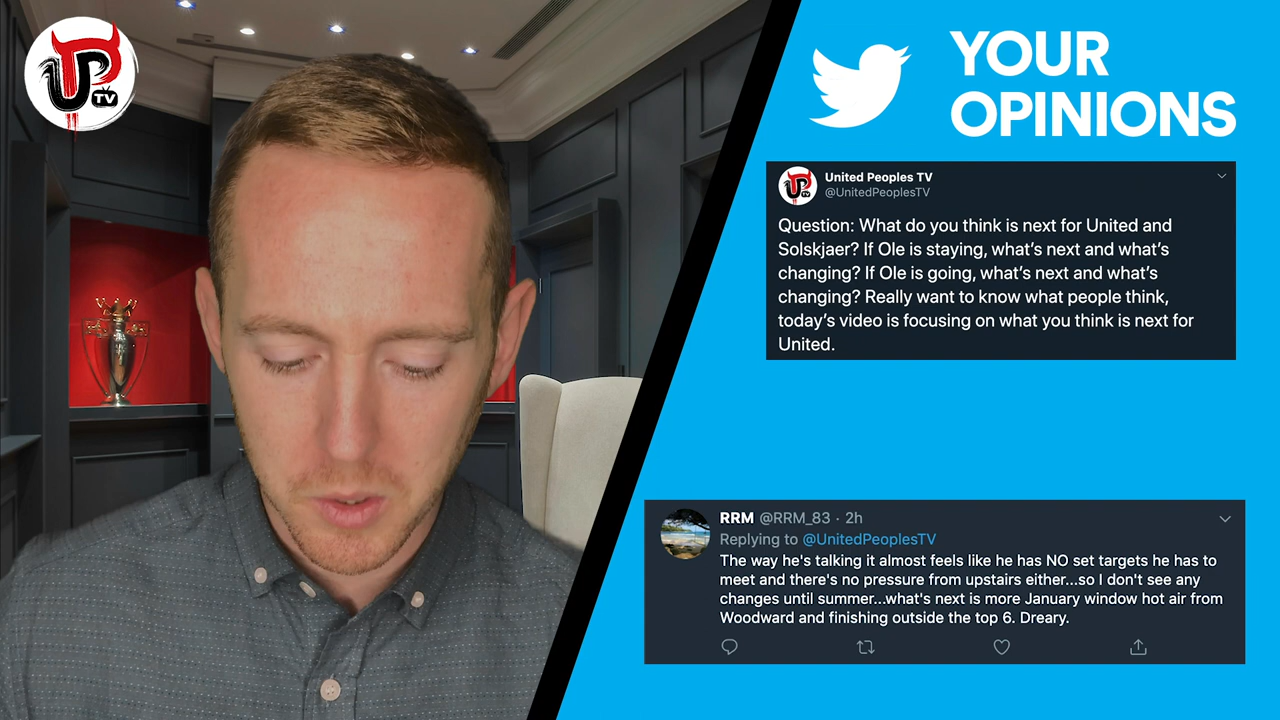 UP
TV
YOUR
OPINIONS
United Peoples TV
@UnitedPeoplesTV
Question: What do you think is next for United and
Solskjaer? If Ole is staying, what's next and what's
changing? If Ole is going, what's next and what's
changing? Really want to know what people think,
today's video is focusing on what you think is next for
United.
RRM @RRM_83 · 2h
Replying to @UnitedPeoplesTV
The way he's talking it almost feels like he has NO set targets he has to
meet and there's no pressure from upstairs either...so I don't see any
changes until summer...what's next is more January window hot air from
Woodward and finishing outside the top 6. Dreary.